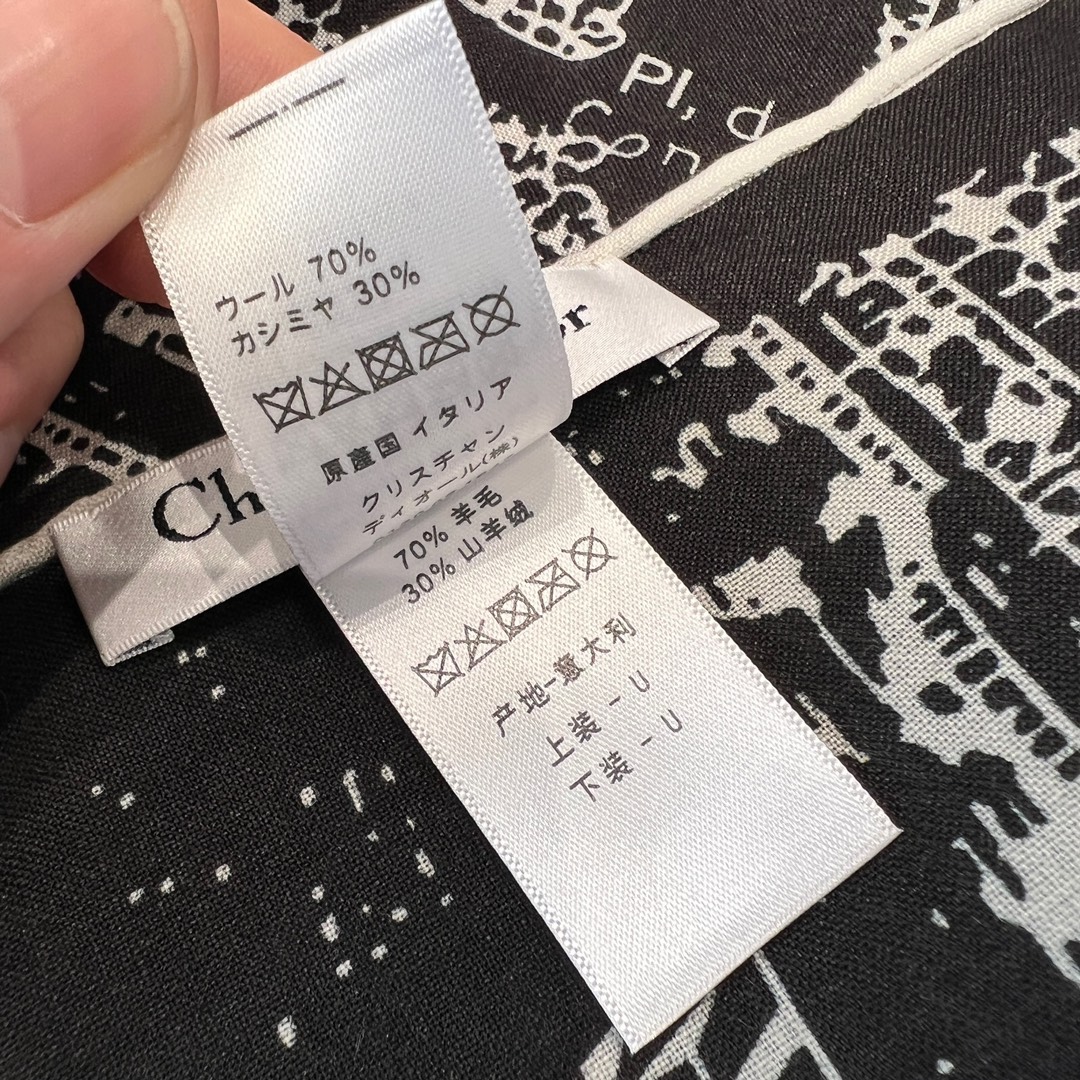 Pl, d
ウール 70%
カシミヤ 30%
er
原産国 イタリア
クリスチャン
ディオール(株)
Ch
70% 羊毛
30% 山羊绒
产地-意大利
上装 - U
下装 - U